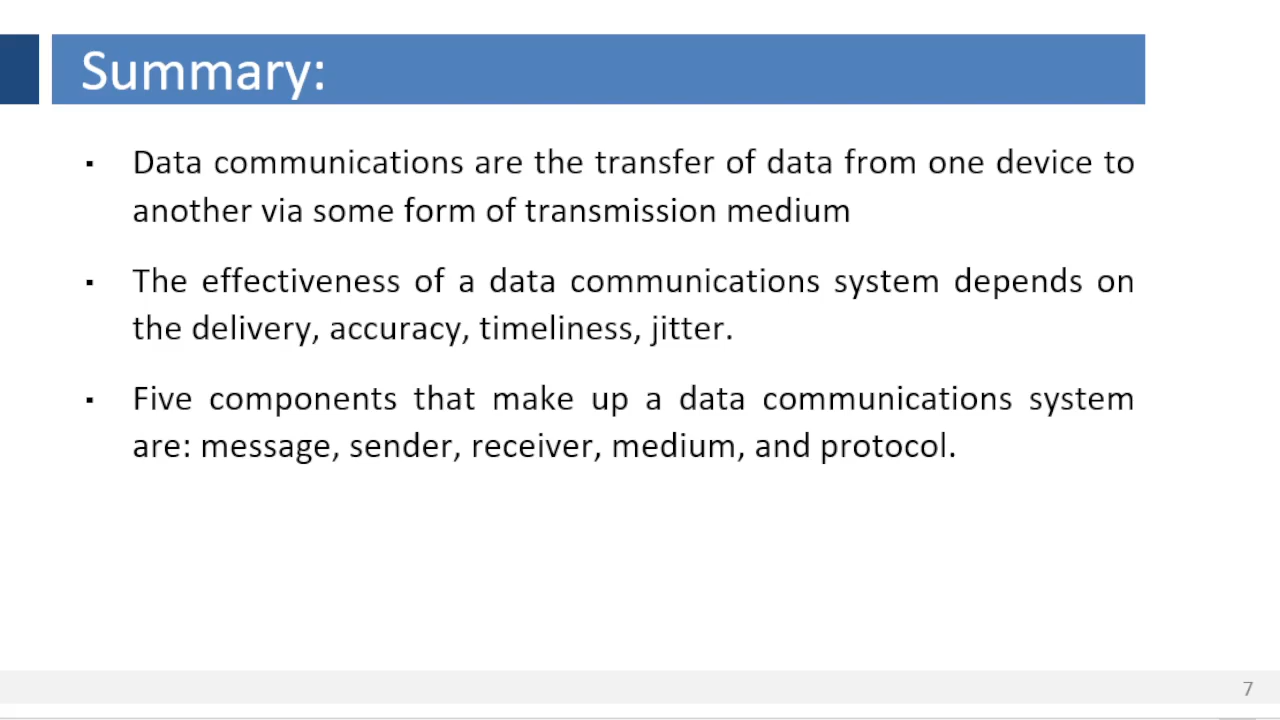 Summary:
▪ Data communications are the transfer of data from one device to
another via some form of transmission medium
▪ The effectiveness of a data communications system depends on
the delivery, accuracy, timeliness, jitter.
▪ Five components that make up a data communications system
are: message, sender, receiver, medium, and protocol.
7